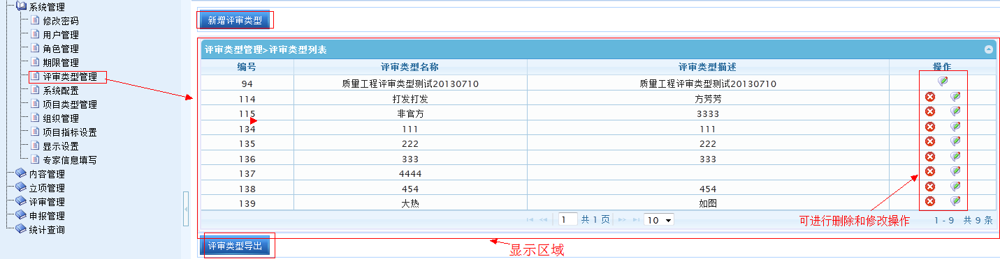 系统管理
修改密码
用户管理
角色管理
期限管理
评审类型管理
系统配置
项目类型管理
组织管理
项目指标设置
显示设置
专家信息填写
内容管理
立项管理
评审管理
申报管理
统计查询
新增评审类型
评审类型管理>评审类型列表
编号 评审类型名称 评审类型描述 操作
94 质量工程评审类型测试20130710 质量工程评审类型测试20130710
114 打发打发 方芳芳
115 非官方 3333
134 111 111
135 222 222
136 333 333
137 4444
138 454 454
139 大热 如图
1 共 1 页 10 1 - 9 共 9 条
可进行删除和修改操作
评审类型导出
显示区域